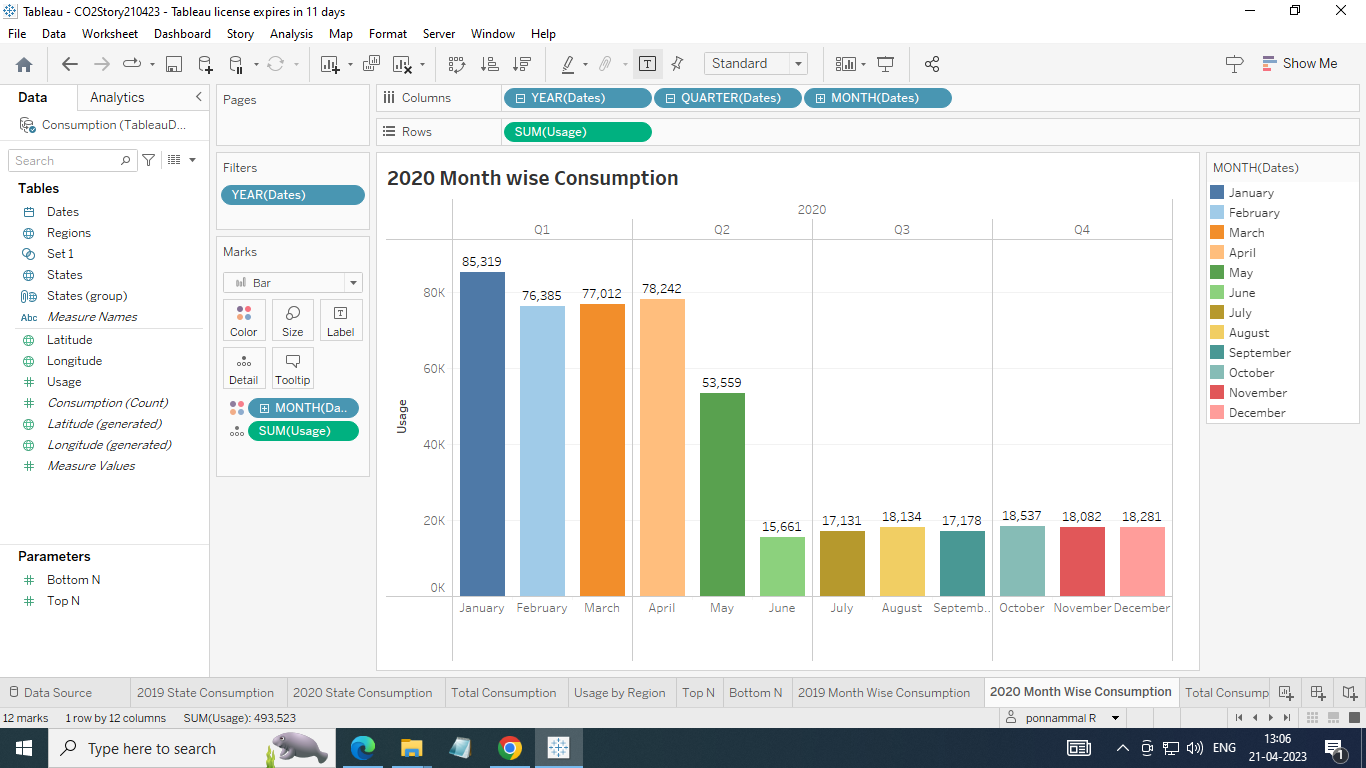 Tableau - CO2Story210423 - Tableau license expires in 11 days
File Data Worksheet Dashboard Story Analysis Map Format Server Window Help
Standard
Show Me
Data Analytics
Consumption (TableauD...
Search
Tables
Dates
Regions
Set 1
States
States (group)
Abc Measure Names
Latitude
Longitude
Usage
Consumption (Count)
Latitude (generated)
Longitude (generated)
Measure Values
Parameters
Bottom N
Top N
Pages
Filters
YEAR(Dates)
Marks
Bar
Color Size Label
Detail Tooltip
MONTH(Da..
SUM(Usage)
Columns YEAR(Dates) QUARTER(Dates) MONTH(Dates)
Rows SUM(Usage)
2020 Month wise Consumption
2020
Q1 Q2 Q3 Q4
85,319 76,385 77,012 78,242 53,559 15,661 17,131 18,134 17,178 18,537 18,082 18,281
80K
60K
40K
20K
0K
Usage
January February March April May June July August Septemb.. October November December
MONTH(Dates)
January
February
March
April
May
June
July
August
September
October
November
December
Data Source 2019 State Consumption 2020 State Consumption Total Consumption Usage by Region Top N Bottom N 2019 Month Wise Consumption 2020 Month Wise Consumption Total Consump
12 marks 1 row by 12 columns SUM(Usage): 493,523 ponnammal R
Type here to search
ENG
13:06
21-04-2023
1